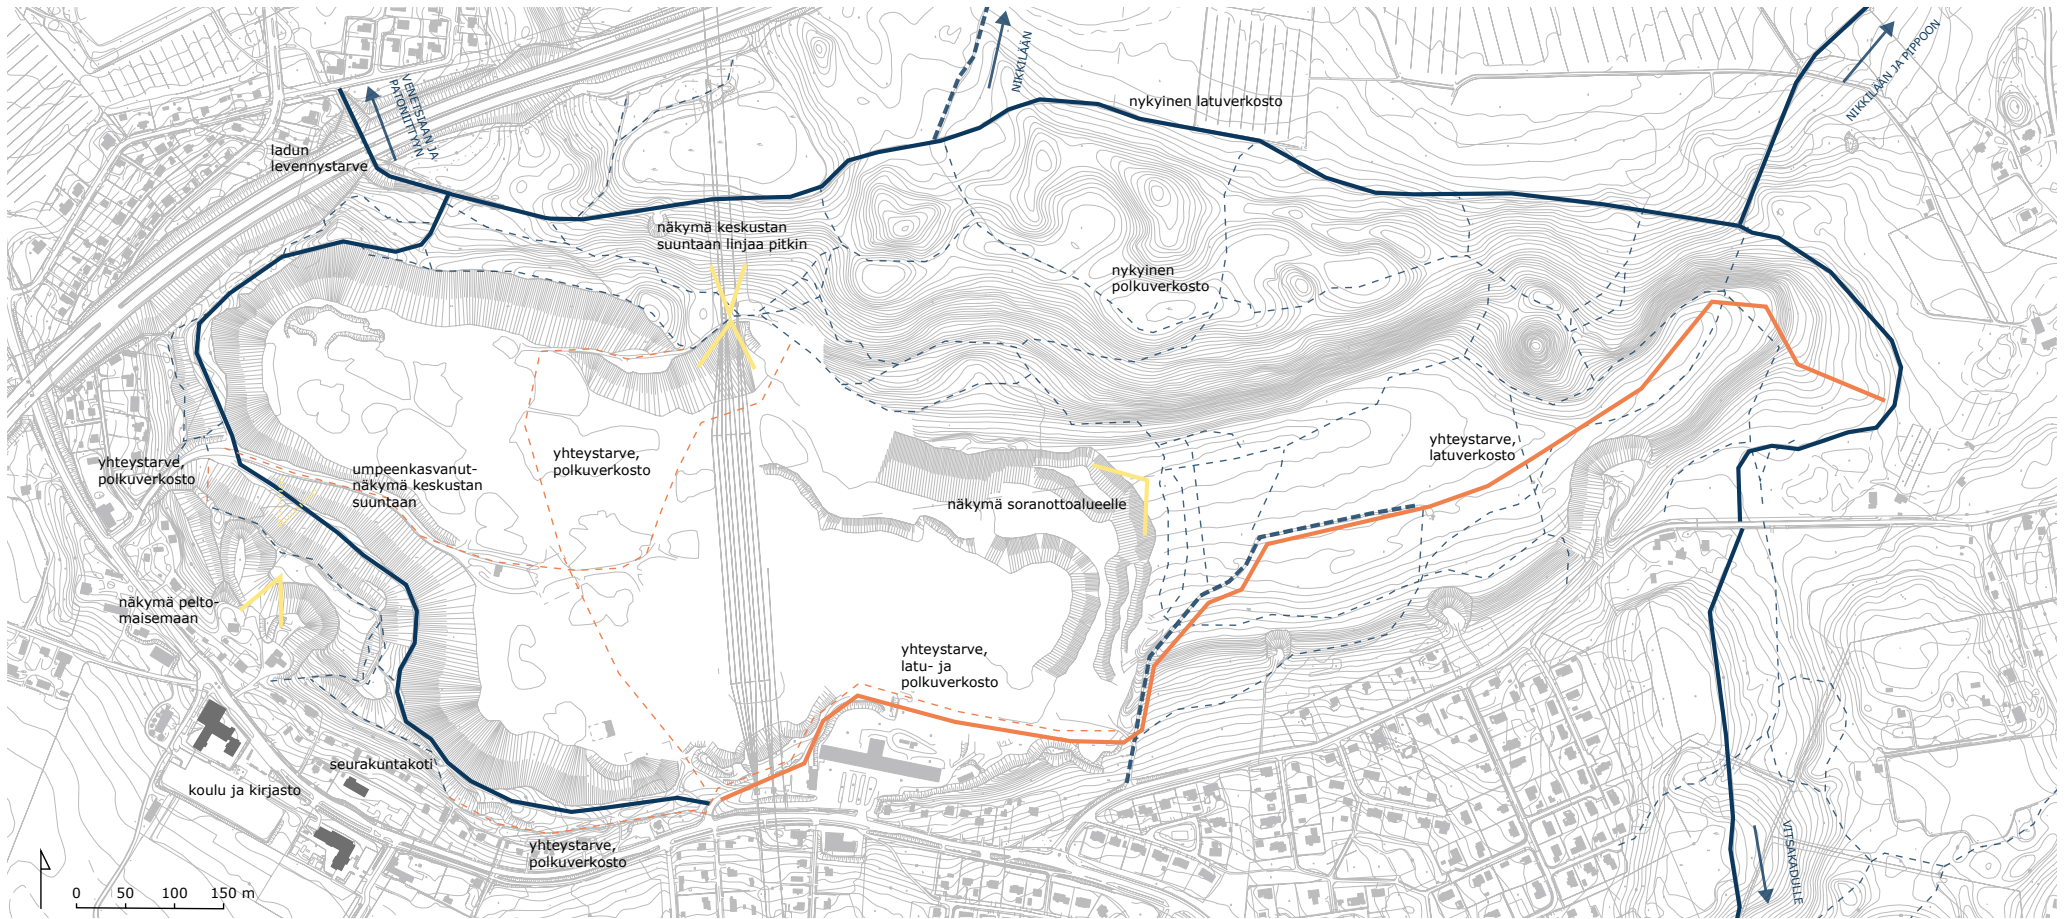 NIKKILÄÄN
NIKKILÄÄN JA PIPPOON
VENETSIAAN JA
PATONIITTYYN
nykyinen latuverkosto
ladun
levennystarve
näkymä keskustan
suuntaan linjaa pitkin
nykyinen
polkuverkosto
yhteystarve,
polkuverkosto
umpeenkasvanut-
näkymä keskustan
suuntaan
yhteystarve,
polkuverkosto
yhteystarve,
latuverkosto
näkymä soranottoalueelle
näkymä pelto-
maisemaan
yhteystarve,
latu- ja
polkuverkosto
seurakuntakoti
koulu ja kirjasto
yhteystarve,
polkuverkosto
VITSAKADULLE
0 50 100 150 m